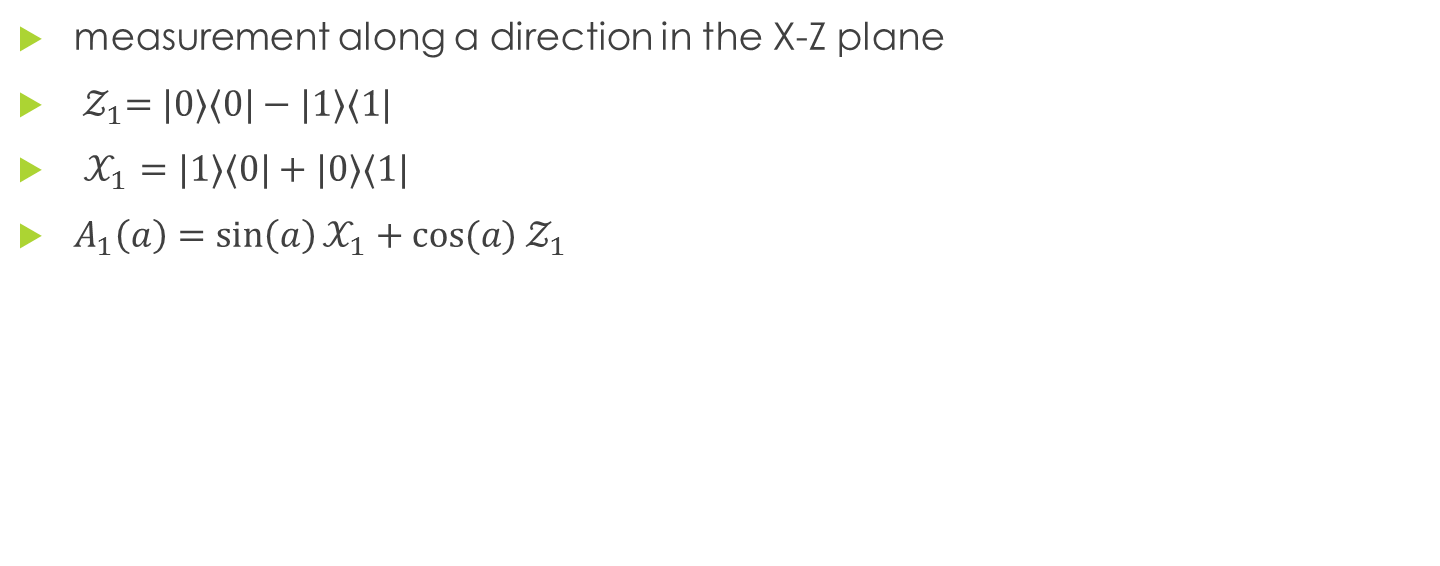 measurement along a direction in the X-Z plane
𝒵₁= |0⟩⟨0| − |1⟩⟨1|
𝒳₁ = |1⟩⟨0| + |0⟩⟨1|
A₁(a) = sin(a) 𝒳₁ + cos(a) 𝒵₁